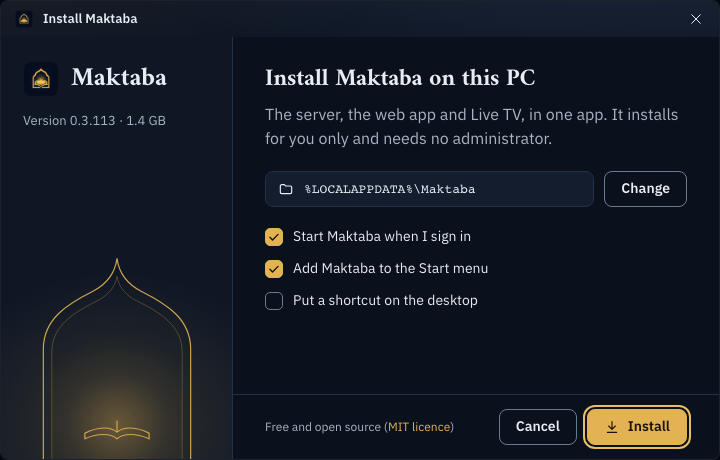 Install Maktaba
Maktaba
Version 0.3.113 · 1.4 GB
Install Maktaba on this PC
The server, the web app and Live TV, in one app. It installs
for you only and needs no administrator.
%LOCALAPPDATA%\Maktaba
Change
Start Maktaba when I sign in
Add Maktaba to the Start menu
Put a shortcut on the desktop
Free and open source (MIT licence)
Cancel
Install